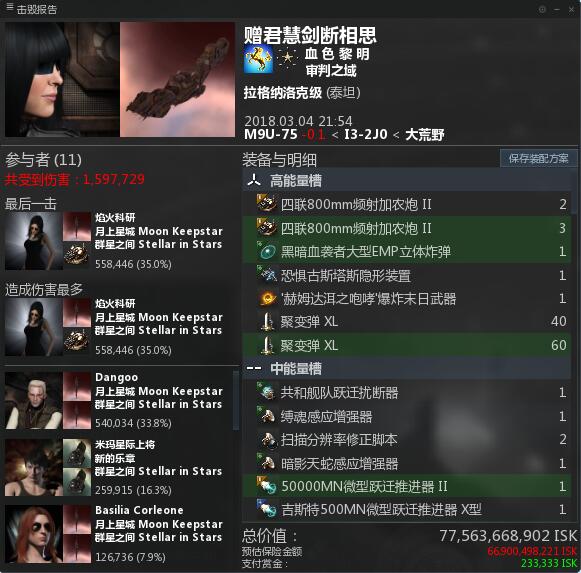 击毁报告
赠君慧剑断相思
血色黎明
审判之域
拉格纳洛克级 (泰坦)
2018.03.04 21:54
M9U-75 -0.1 < I3-2J0 < 大荒野
参与者 (11)
共受到伤害：1,597,729
最后一击
焰火科研
月上星城 Moon Keepstar
群星之间 Stellar in Stars
558,446 (35.0%)
造成伤害最多
焰火科研
月上星城 Moon Keepstar
群星之间 Stellar in Stars
558,446 (35.0%)
Dangoo
月上星城 Moon Keepstar
群星之间 Stellar in Stars
540,034 (33.8%)
米玛星际上将
新的乐章
群星之间 Stellar in Stars
259,915 (16.3%)
Basilia Corleone
月上星城 Moon Keepstar
群星之间 Stellar in Stars
126,736 (7.9%)
装备与明细
保存装配方案
高能量槽
四联800mm频射加农炮 II 2
四联800mm频射加农炮 II 3
黑暗血袭者大型EMP立体炸弹 1
恐惧古斯塔斯隐形装置 1
'赫姆达洱之咆哮'爆炸末日武器 1
聚变弹 XL 40
聚变弹 XL 60
中能量槽
共和舰队跃迁扰断器 1
缚魂感应增强器 1
扫描分辨率修正脚本 2
暗影天蛇感应增强器 1
50000MN微型跃迁推进器 II 1
吉斯特500MN微型跃迁推进器 X型 1
总价值： 77,563,668,902 ISK
预估保险金额 66,900,498,221 ISK
支付赏金： 233,333 ISK